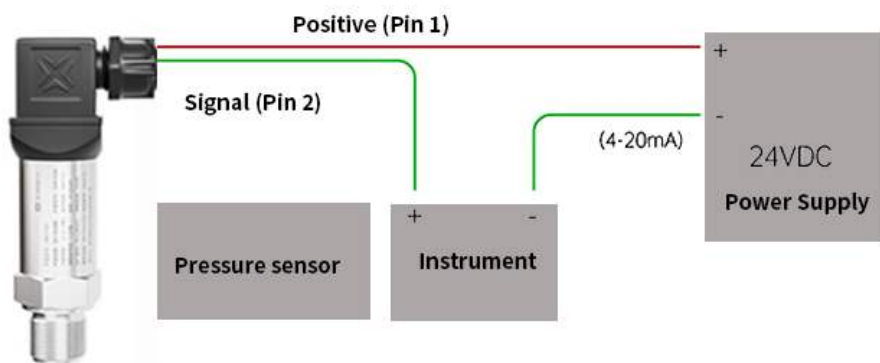 Positive (Pin 1)
+
Signal (Pin 2)
-
(4-20mA)
24VDC
Power Supply
+ -
Pressure sensor
Instrument